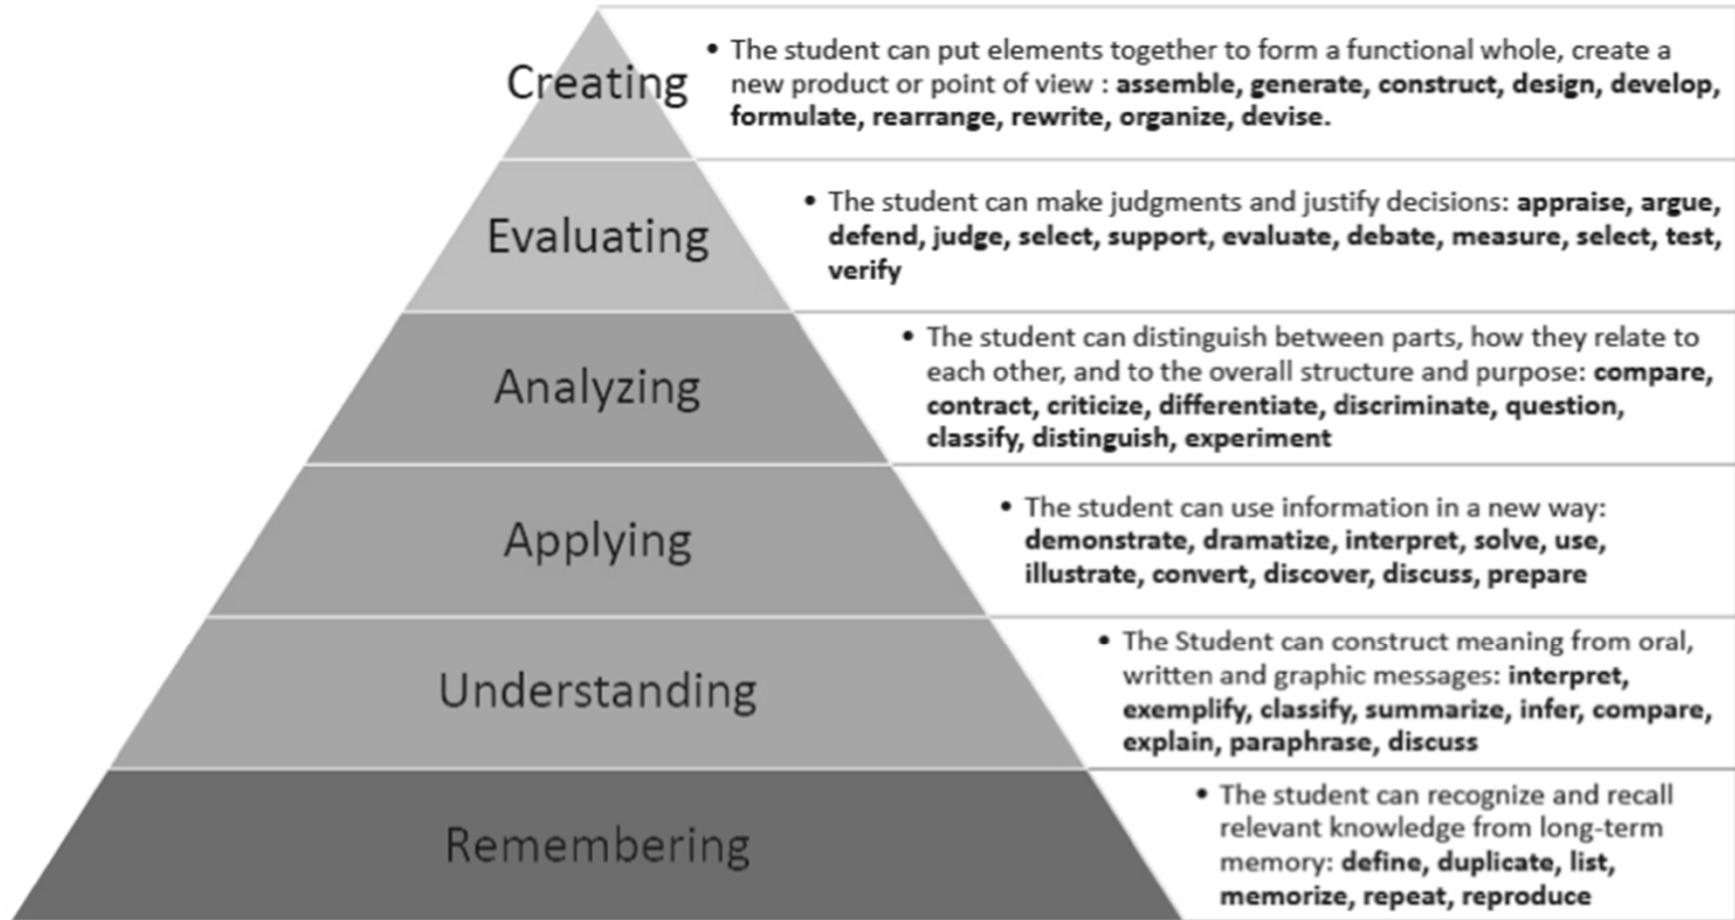 Creating
• The student can put elements together to form a functional whole, create a
new product or point of view : assemble, generate, construct, design, develop,
formulate, rearrange, rewrite, organize, devise.
Evaluating
• The student can make judgments and justify decisions: appraise, argue,
defend, judge, select, support, evaluate, debate, measure, select, test,
verify
Analyzing
• The student can distinguish between parts, how they relate to
each other, and to the overall structure and purpose: compare,
contract, criticize, differentiate, discriminate, question,
classify, distinguish, experiment
Applying
• The student can use information in a new way:
demonstrate, dramatize, interpret, solve, use,
illustrate, convert, discover, discuss, prepare
Understanding
• The Student can construct meaning from oral,
written and graphic messages: interpret,
exemplify, classify, summarize, infer, compare,
explain, paraphrase, discuss
Remembering
• The student can recognize and recall
relevant knowledge from long-term
memory: define, duplicate, list,
memorize, repeat, reproduce